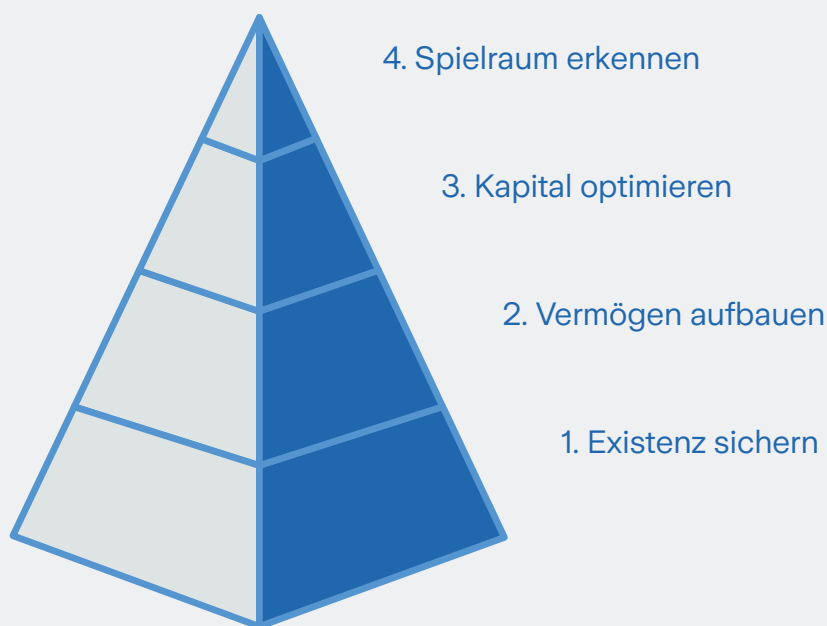 4. Spielraum erkennen
3. Kapital optimieren
2. Vermögen aufbauen
1. Existenz sichern